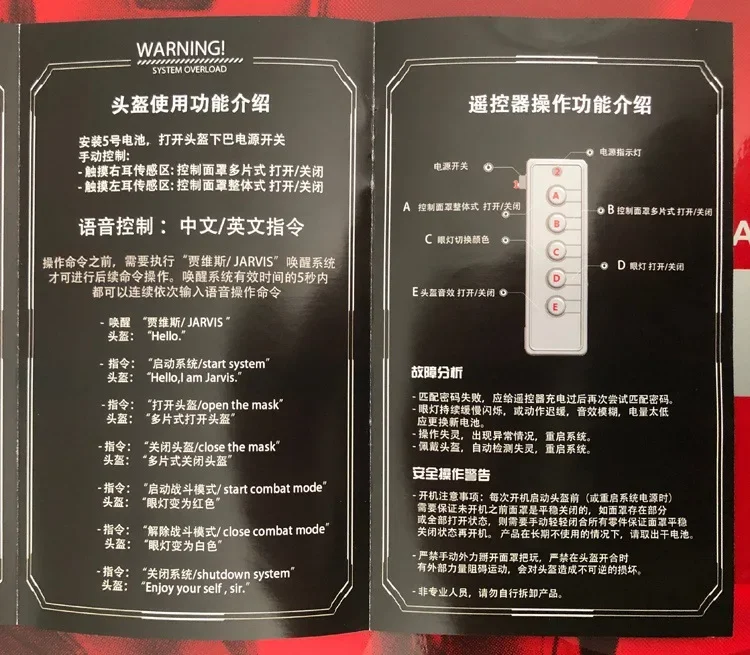 WARNING!
SYSTEM OVERLOAD
头盔使用功能介绍
安装5号电池，打开头盔下巴电源开关
手动控制:
- 触摸右耳传感区: 控制面罩多片式 打开/关闭
- 触摸左耳传感区: 控制面罩整体式 打开/关闭
语音控制： 中文/英文指令
操作命令之前，需要执行 “贾维斯/ JARVIS” 唤醒系统
才可进行后续命令操作。唤醒系统有效时间的5秒内
都可以连续依次输入语音操作命令
- 唤醒 “贾维斯/ JARVIS ”
头盔： “Hello.”
- 指令： “启动系统/start system”
头盔： “Hello,I am Jarvis.”
- 指令： “打开头盔/open the mask”
头盔： “多片式打开头盔”
- 指令： “关闭头盔/close the mask”
头盔： “多片式关闭头盔”
- 指令： “启动战斗模式/ start combat mode”
头盔： “眼灯变为红色”
- 指令： “解除战斗模式/ close combat mode”
头盔： “眼灯变为白色”
- 指令： “关闭系统/shutdown system”
头盔： “Enjoy your self , sir.”
遥控器操作功能介绍
电源指示灯
电源开关
1
2
A
A 控制面罩整体式 打开/关闭
B 控制面罩多片式 打开/关闭
B
C 眼灯切换颜色
C
D 眼灯 打开/关闭
D
E 头盔音效 打开/关闭
E
故障分析
- 匹配密码失败，应给遥控器充电过后再次尝试匹配密码。
- 眼灯持续缓慢闪烁，或动作迟缓，音效模糊，电量太低
应更换新电池。
- 操作失灵，出现异常情况，重启系统。
- 佩戴头盔，自动检测失灵，重启系统。
安全操作警告
- 开机注意事项：每次开机启动头盔前（或重启系统电源时）
需要保证未开机之前面罩是平稳关闭的，如面罩存在部分
或全部打开状态，则需要手动轻轻闭合所有零件保证面罩平稳
关闭状态再开机。 产品在长期不使用的情况下，请取出干电池。
- 严禁手动外力掰开面罩把玩，严禁在头盔开合时
有外部力量阻碍运动，会对头盔造成不可逆的损坏。
- 非专业人员，请勿自行拆卸产品。
A